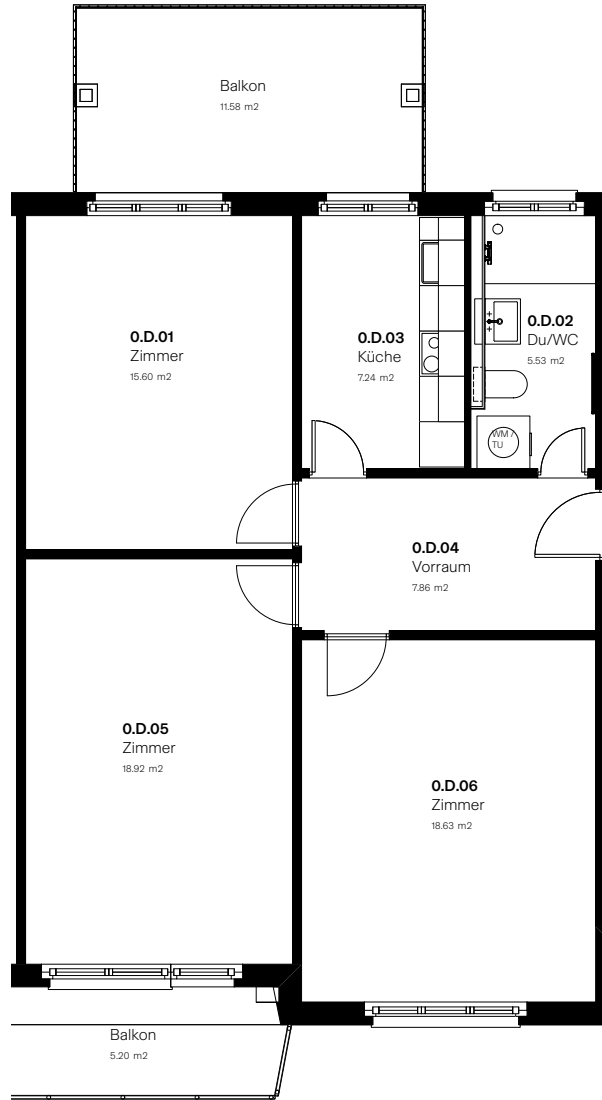 Balkon
11.58 m2
0.D.01
Zimmer
15.60 m2
0.D.03
Küche
7.24 m2
0.D.02
Du/WC
5.53 m2
WM /
TU
0.D.04
Vorraum
7.86 m2
0.D.05
Zimmer
18.92 m2
0.D.06
Zimmer
18.63 m2
Balkon
5.20 m2